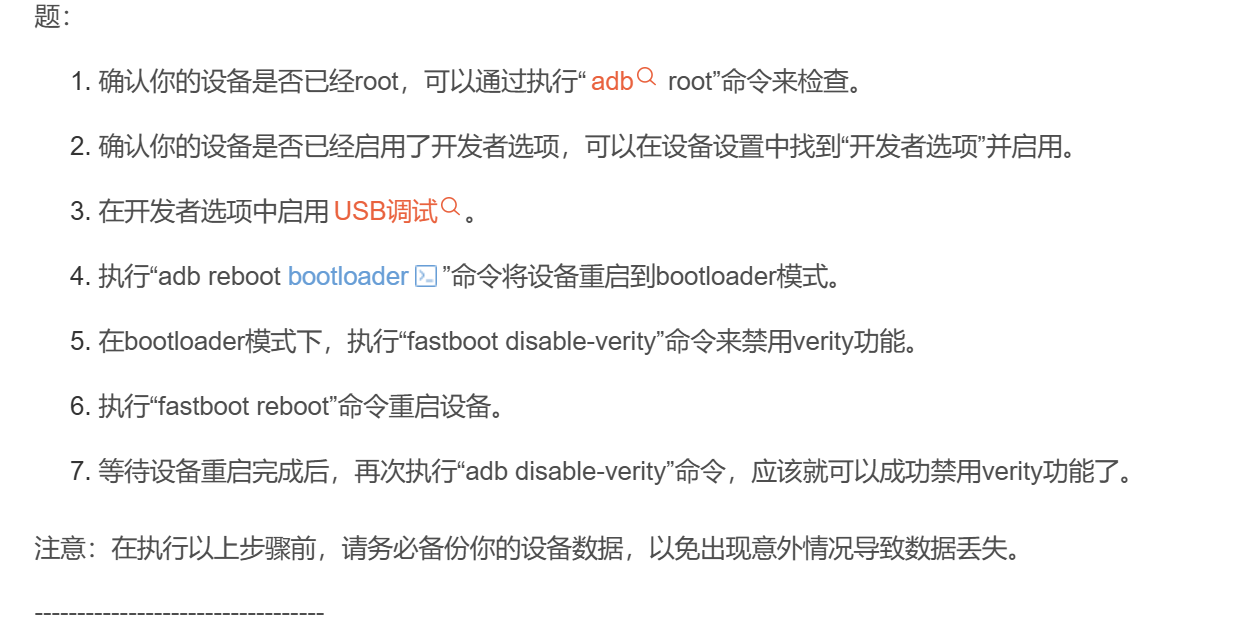 题：
1. 确认你的设备是否已经root，可以通过执行“adb root”命令来检查。
2. 确认你的设备是否已经启用了开发者选项，可以在设备设置中找到“开发者选项”并启用。
3. 在开发者选项中启用USB调试。
4. 执行“adb reboot bootloader”命令将设备重启到bootloader模式。
5. 在bootloader模式下，执行“fastboot disable-verity”命令来禁用verity功能。
6. 执行“fastboot reboot”命令重启设备。
7. 等待设备重启完成后，再次执行“adb disable-verity”命令，应该就可以成功禁用verity功能了。
注意：在执行以上步骤前，请务必备份你的设备数据，以免出现意外情况导致数据丢失。
----------------------------------